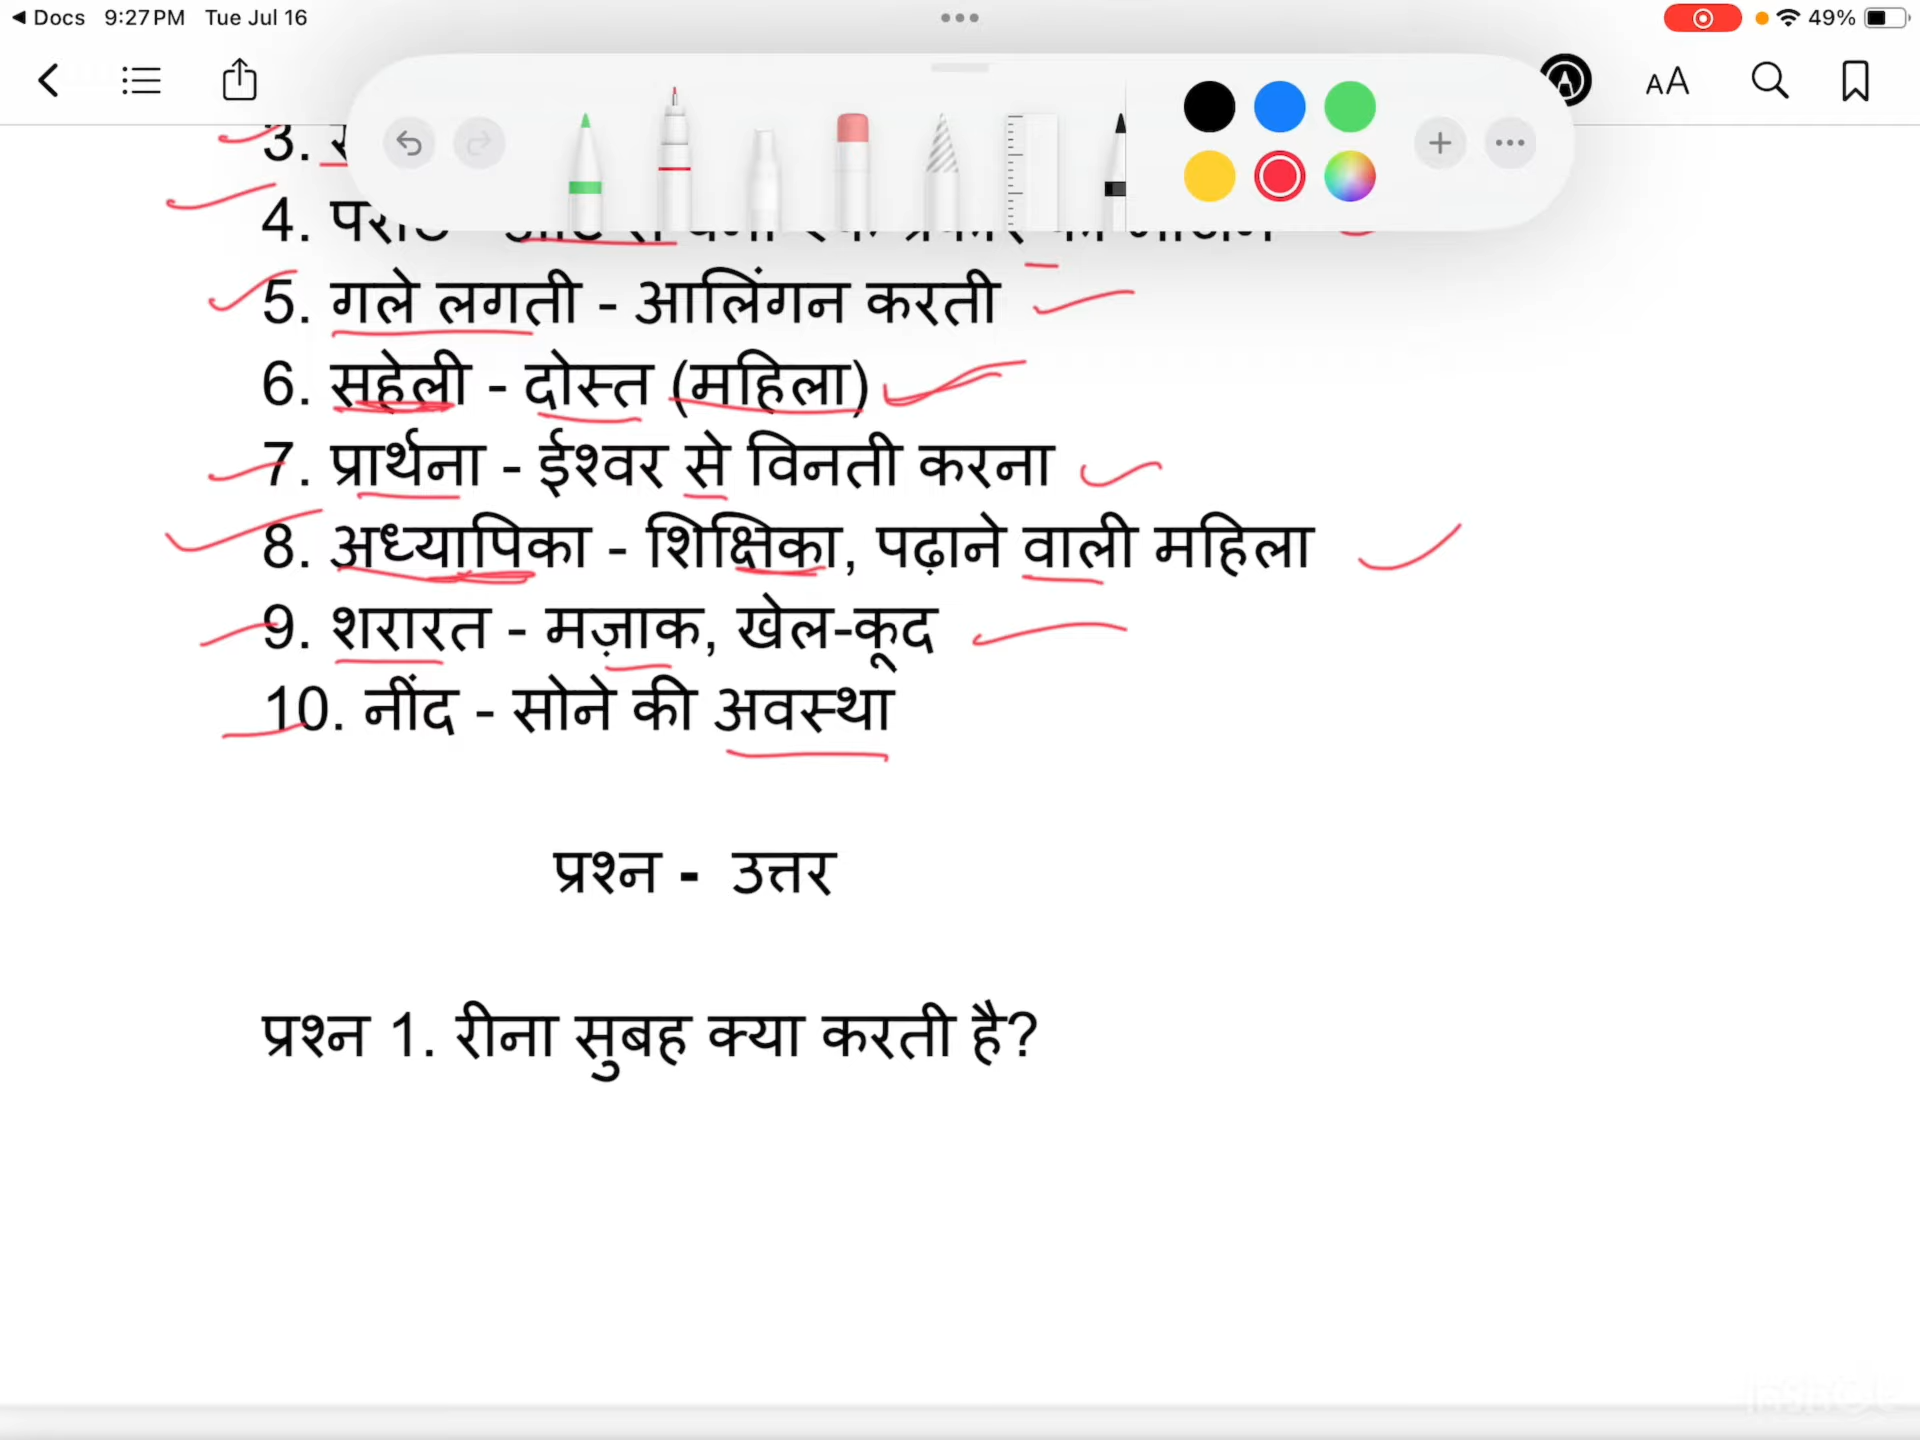 Docs 9:27 PM Tue Jul 16 49%
AA
3.
4.
5. गले लगती - आलिंगन करती
6. सहेली - दोस्त (महिला)
7. प्रार्थना - ईश्वर से विनती करना
8. अध्यापिका - शिक्षिका, पढ़ाने वाली महिला
9. शरारत - मज़ाक, खेल-कूद
10. नींद - सोने की अवस्था
प्रश्न - उत्तर
प्रश्न 1. रीना सुबह क्या करती है?